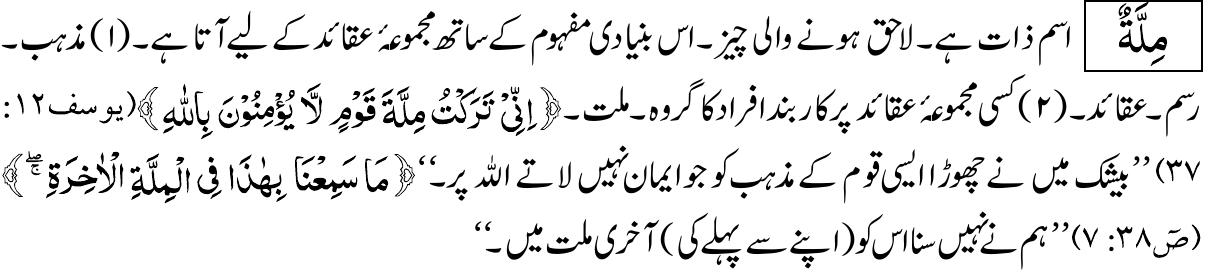 مِلَّةٌ اسم ذات ہے۔ لاحق ہونے والی چیز۔ اس بنیادی مفہوم کے ساتھ مجموعۂ عقائد کے لیے آتا ہے۔ (۱) مذہب۔
رسم۔ عقائد۔ (۲) کسی مجموعۂ عقائد پر کاربند افراد کا گروہ۔ ملت۔ ﴿اِنِّیْ تَرَكْتُ مِلَّةَ قَوْمٍ لَّا یُؤْمِنُوْنَ بِاللّٰهِ﴾ (یوسف۱۲:
۳۷) ’’بیشک میں نے چھوڑا ایسی قوم کے مذہب کو جو ایمان نہیں لاتے اللہ پر۔‘‘ ﴿مَا سَمِعْنَا بِهٰذَا فِی الْمِلَّةِ الْاٰخِرَةِ ۖۚ﴾
(صٓ۳۸: ۷) ’’ہم نے نہیں سنا اس کو (اپنے سے پہلے کی) آخری ملت میں۔‘‘